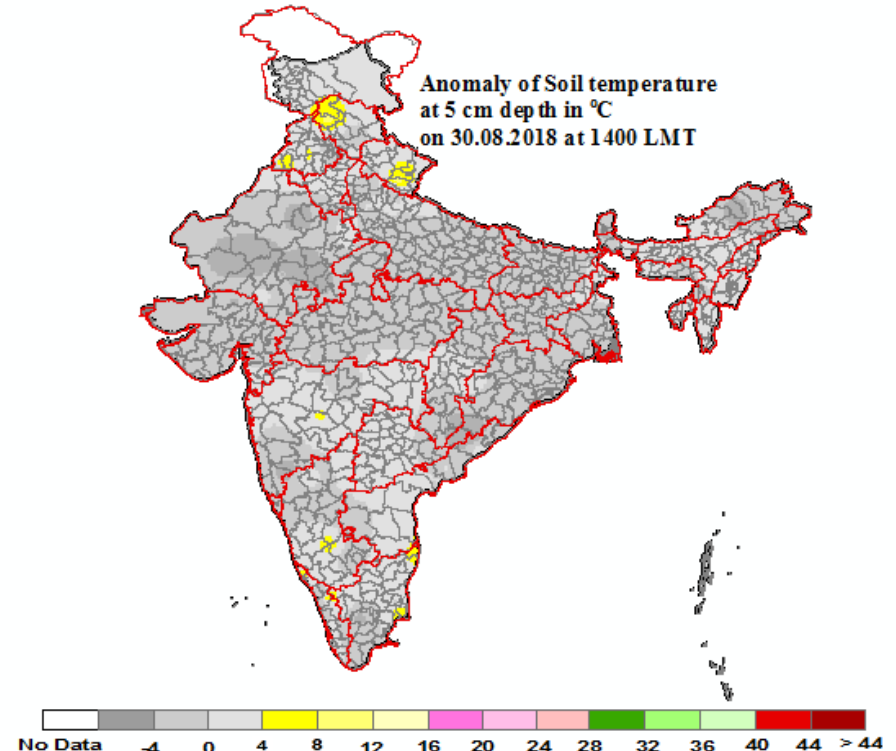 Anomaly of Soil temperature
at 5 cm depth in ⁰C
on 30.08.2018 at 1400 LMT
No Data -4 0 4 8 12 16 20 24 28 32 36 40 44 > 44